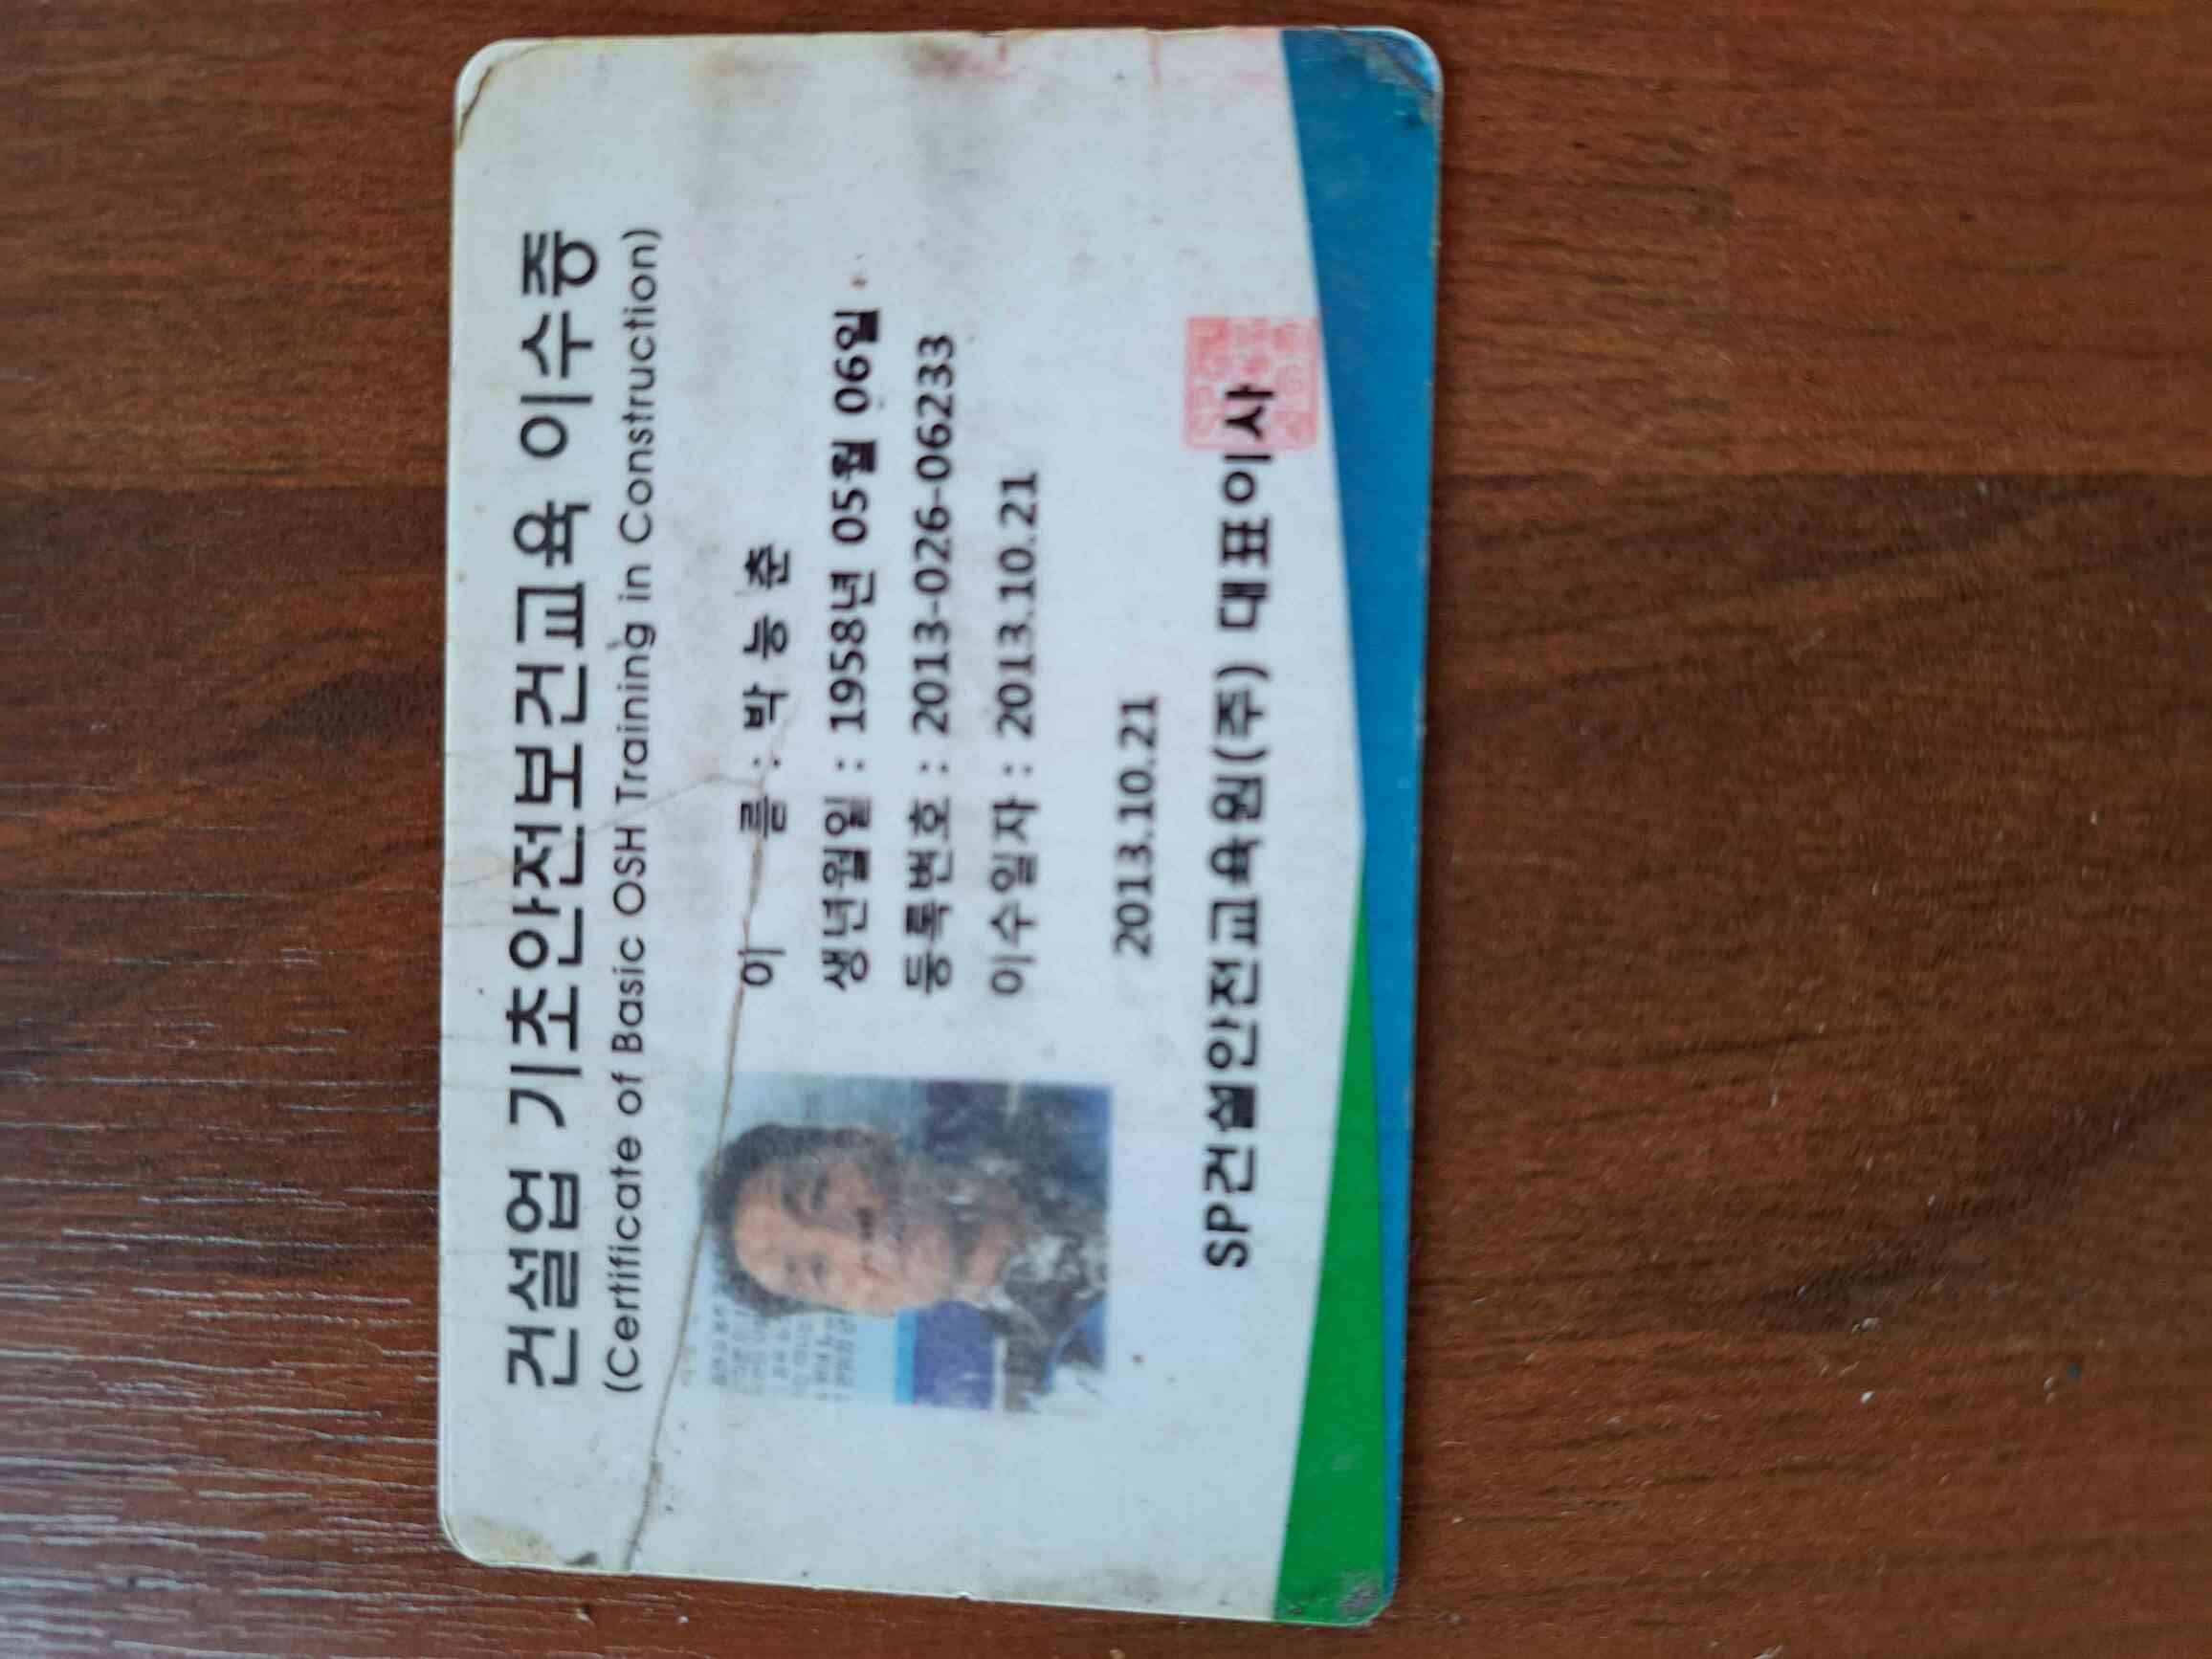 건설업 기초안전보건교육 이수증
(Certificate of Basic OSH Training in Construction)
이 름 : 박능춘
생년월일 : 1958년 05월 06일
등록번호 : 2013-026-06233
이수일자 : 2013.10.21
2013.10.21
SP건설안전교육원(주) 대표이사